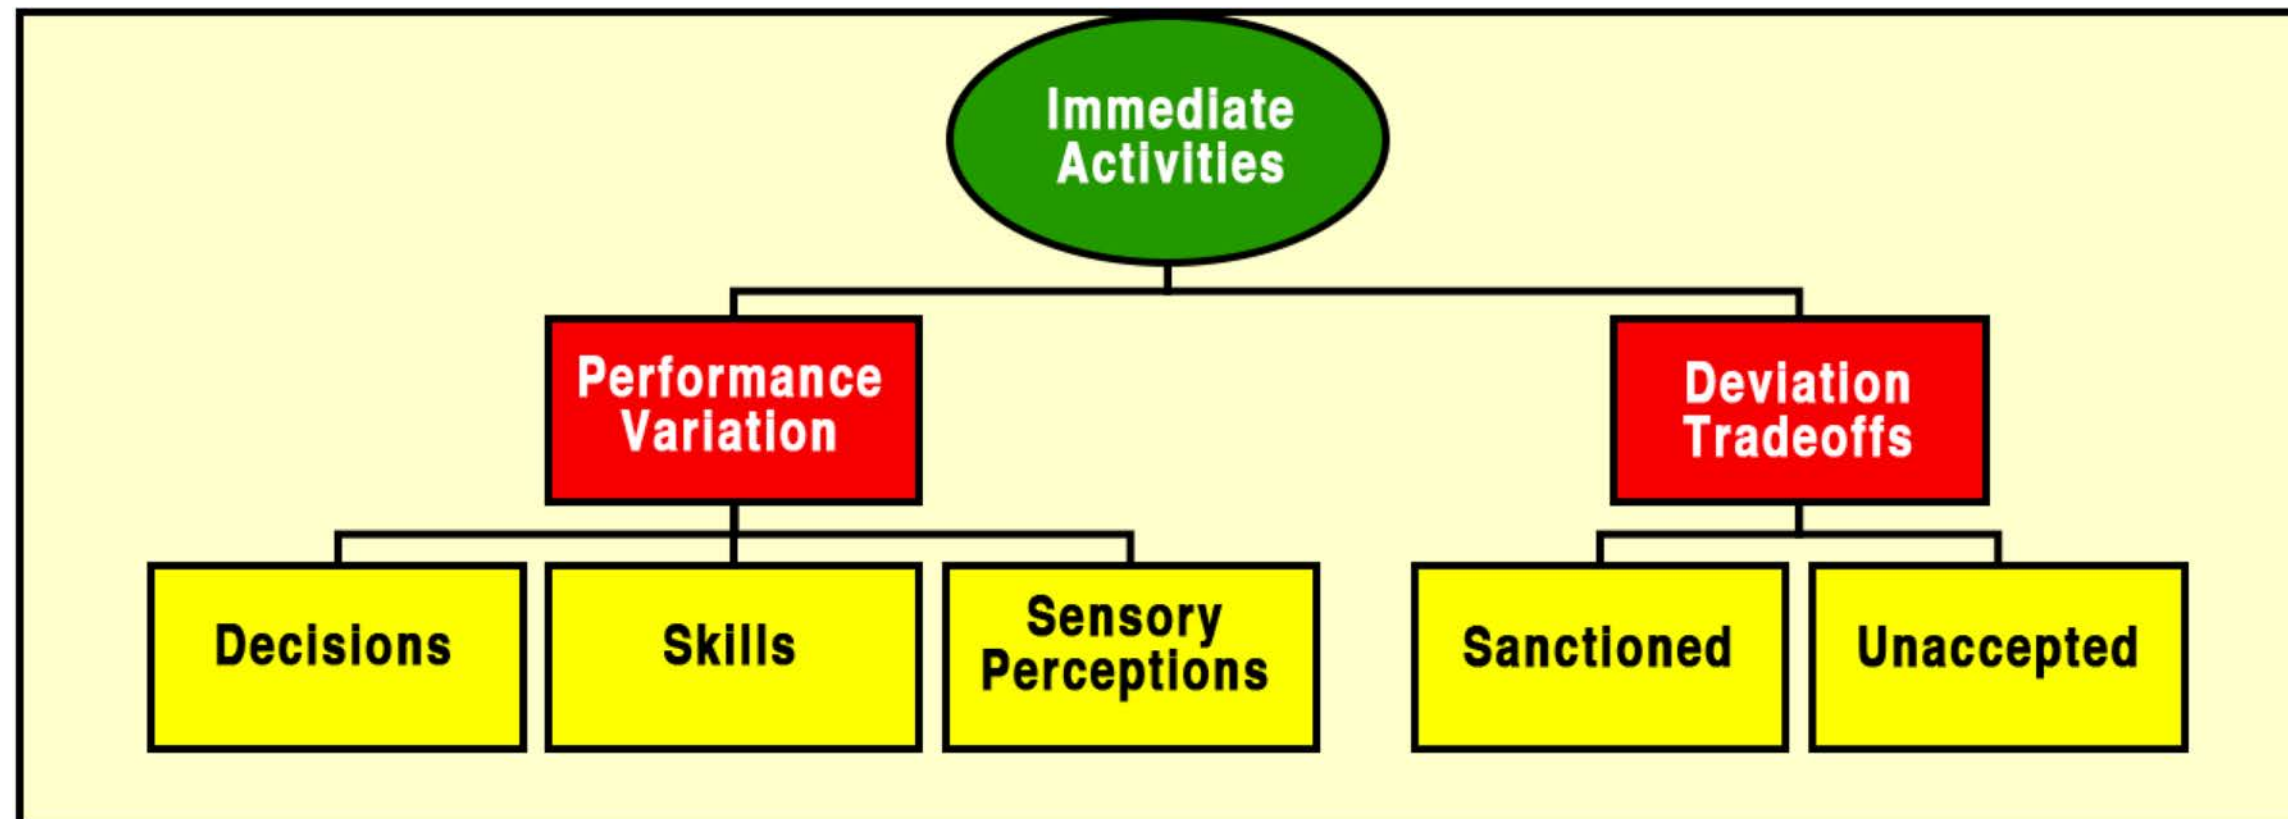 Immediate
Activities
Performance
Variation
Deviation
Tradeoffs
Decisions
Skills
Sensory
Perceptions
Sanctioned
Unaccepted